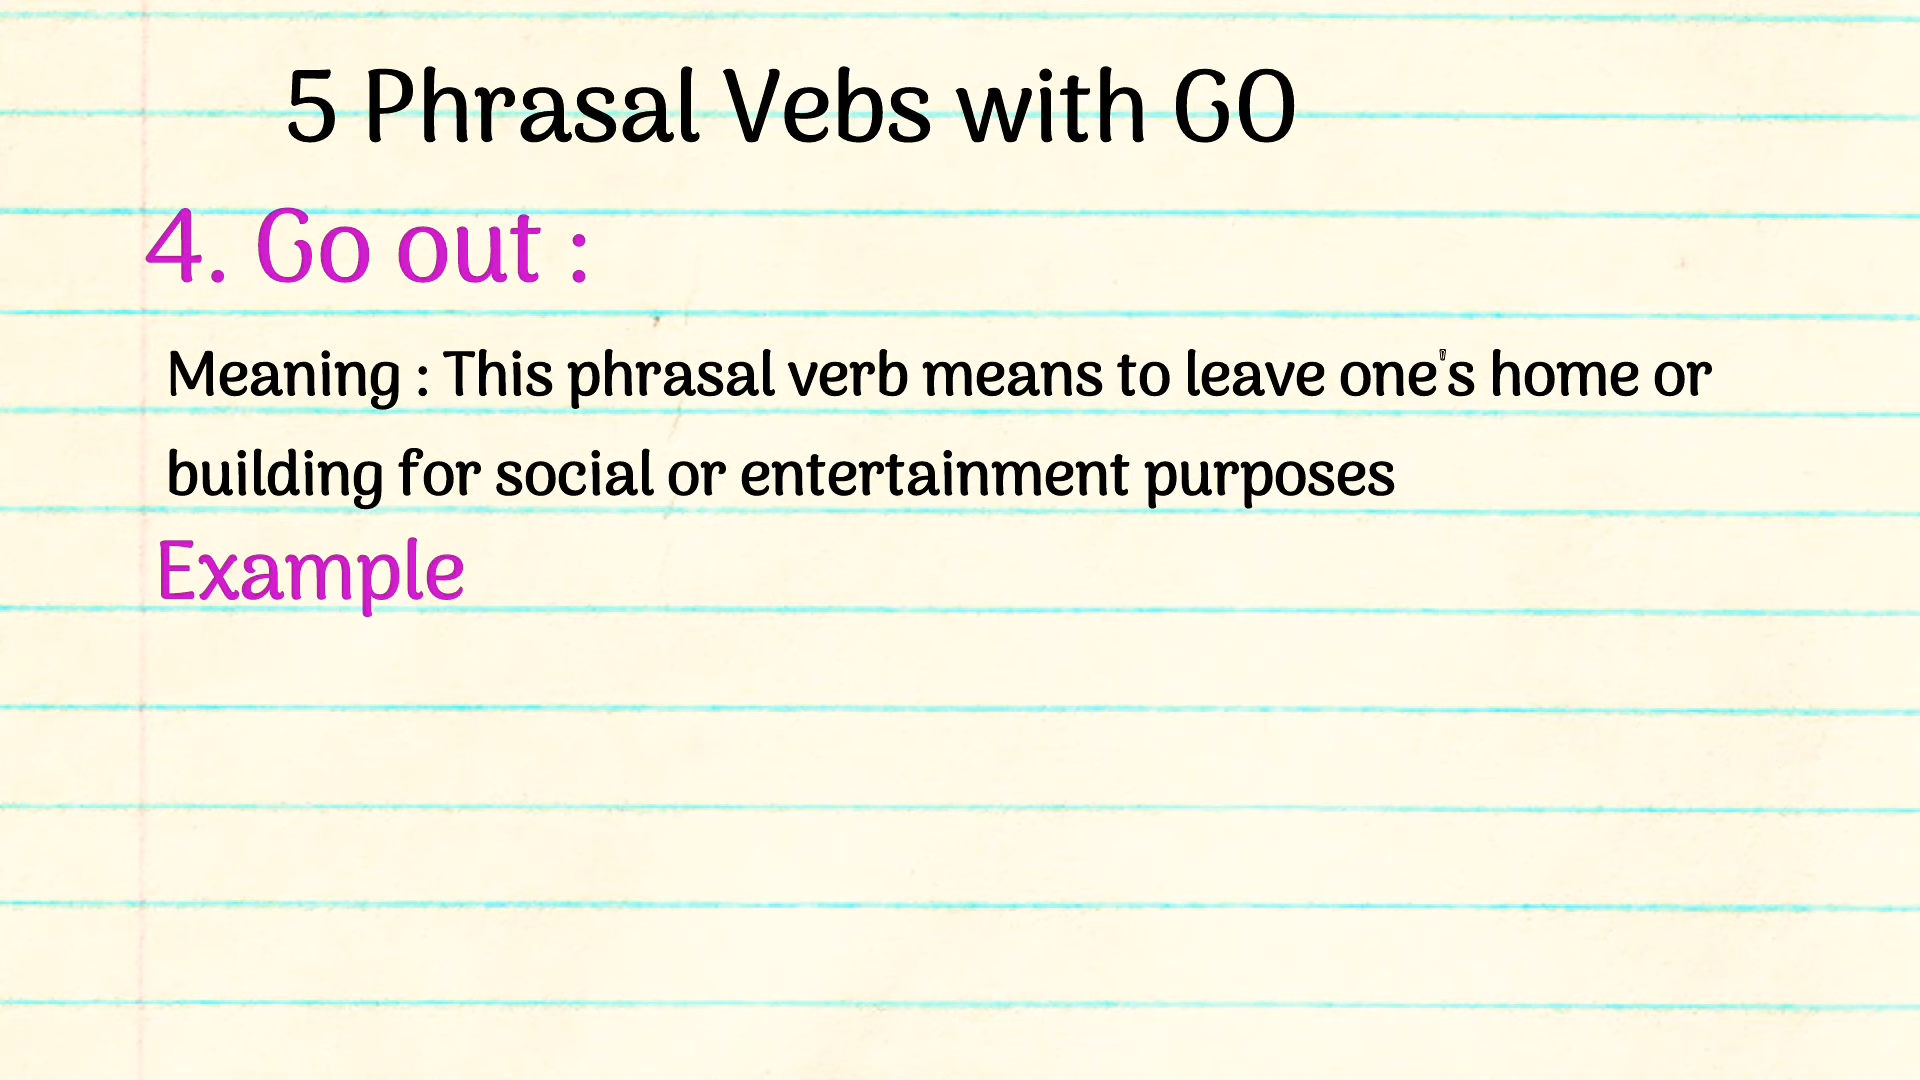 5 Phrasal Vebs with GO
4. Go out :
Meaning : This phrasal verb means to leave one's home or
building for social or entertainment purposes
Example